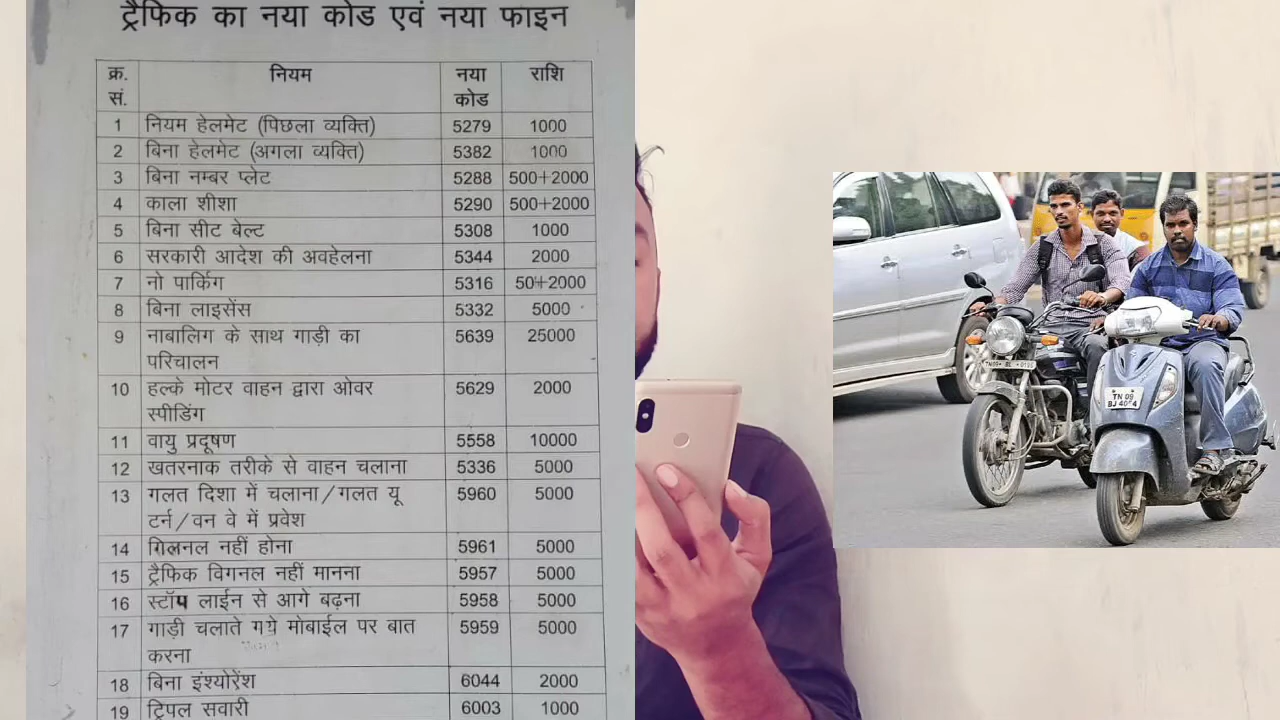 ट्रैफिक का नया कोड एवं नया फाइन
क्र. सं. नियम नया कोड राशि
1 नियम हेलमेट (पिछला व्यक्ति) 5279 1000
2 बिना हेलमेट (अगला व्यक्ति) 5382 1000
3 बिना नम्बर प्लेट 5288 500+2000
4 काला शीशा 5290 500+2000
5 बिना सीट बेल्ट 5308 1000
6 सरकारी आदेश की अवहेलना 5344 2000
7 नो पार्किग 5316 50+2000
8 बिना लाइसेंस 5332 5000
9 नाबालिग के साथ गाड़ी का 5639 25000
परिचालन
10 हल्के मोटर वाहन द्वारा ओवर 5629 2000
स्पीडिंग
11 वायु प्रदूषण 5558 10000
12 खतरनाक तरीके से वाहन चलाना 5336 5000
13 गलत दिशा में चलाना/गलत यू 5960 5000
टर्न/वन वे में प्रवेश
14 नहीं होना 5961 5000
15 ट्रैफिक विगनल नहीं मानना 5957 5000
16 स्टॉप लाईन से आगे बढ़ना 5958 5000
17 गाड़ी चलाते मोबाईल पर बात 5959 5000
करना
18 बिना इंश्योरेंश 6044 2000
19 ट्रिपल सवारी 6003 1000
TN 09